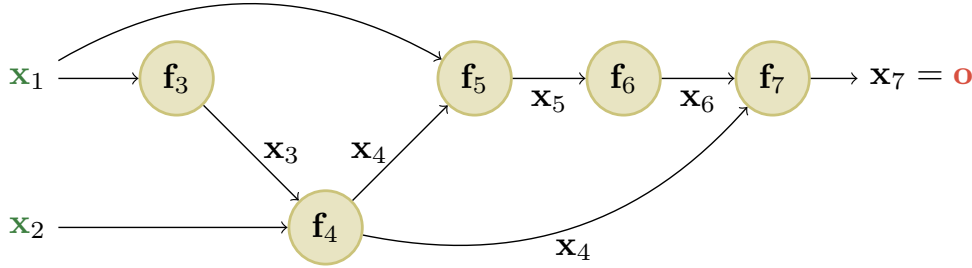 x₁ f₃ f₅ f₆ f₇ x₇ = o
x₅ x₆
x₃ x₄
x₂ f₄
x₄